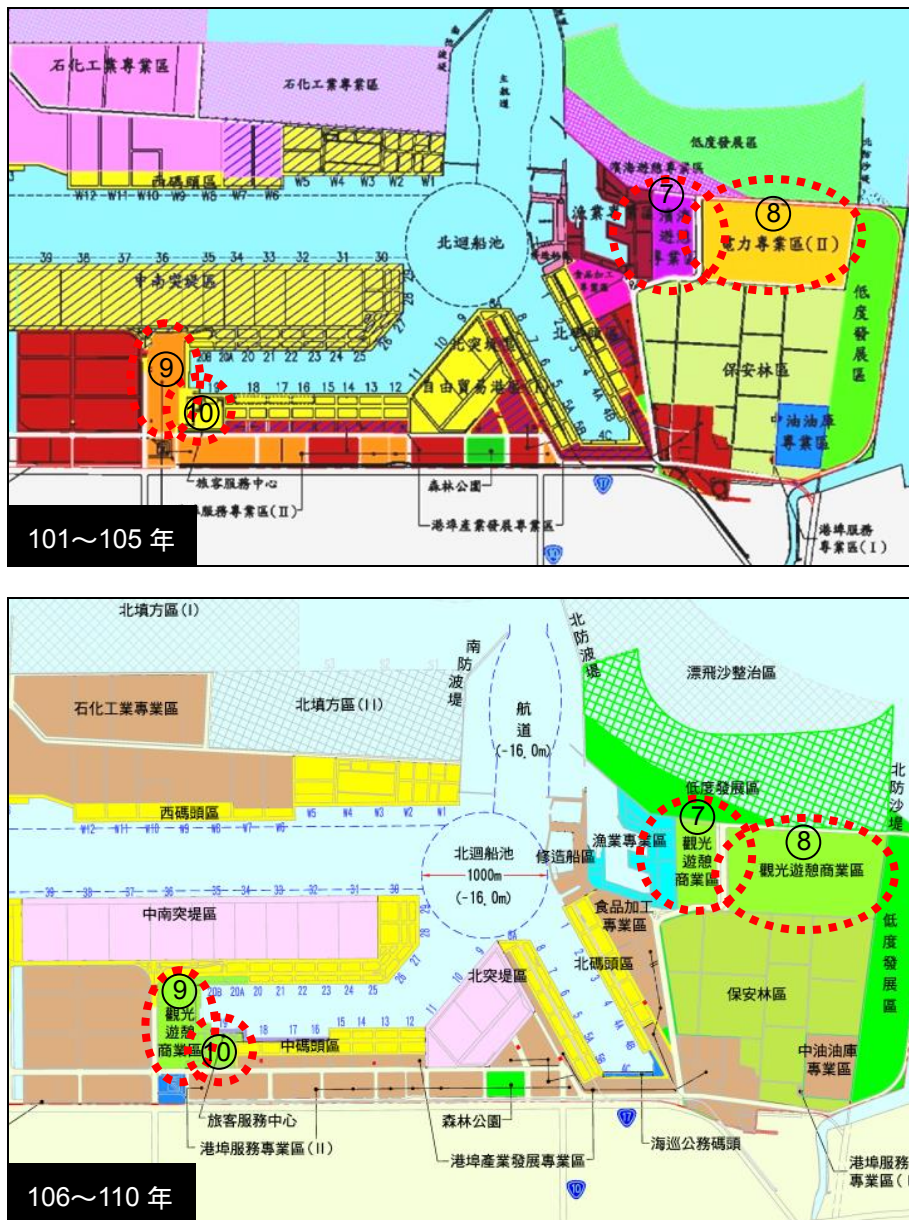 石化工業專業區
石化工業專業區
南防波堤
主航道
低度發展區
北防沙堤
濱海遊憩專業區
西碼頭區
W12 W11 W10 W9 W8 W7 W6 W5 W4 W3 W2 W1
⑦
⑧
電力專業區(II)
北迴船池
39 38 37 36 35 34 33 32 31 30
中南突堤區
低度發展區
保安林區
中油油庫
專業區
北突堤區
自由貿易港區(I)
20B 20A 20 21 22 23 24 25
⑨
⑩
18 17 16 15 14 13 12
旅客服務中心
森林公園
埠服務專業區(II)
港埠產業發展專業區
港埠服務
專業區(I)
101～105 年
北填方區(I)
南防波堤
北防波堤
漂飛沙整治區
石化工業專業區
北填方區(II)
航道
(-16.0m)
北防沙堤
低度發展區
西碼頭區
W12 W11 W10 W9 W8 W7 W6 W5 W4 W3 W2 W1
⑦
觀光
遊憩
商業區
⑧
觀光遊憩商業區
漁業專業區
修造船區
北迴船池
1000m
(-16.0m)
食品加工
專業區
39 38 37 36 35 34 33 32 31 30
中南突堤區
低度發展區
北碼頭區
北突堤區
保安林區
⑨
觀光
遊憩
商業區
⑩
20B 20A 20 21 22 23 24 25
18 17 16 15 14 13 12
中碼頭區
中油油庫
專業區
旅客服務中心
森林公園
港埠服務專業區(II)
港埠產業發展專業區
海巡公務碼頭
17
10
港埠服務
專業區(
106～110 年